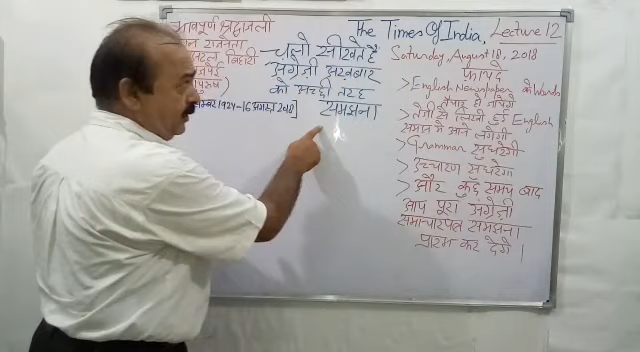 भावपूर्ण श्रद्धांजली
राजनेता
अटल बिहारी
1924-16 अगस्त 2018]
चलो सीखते हैं
अंग्रेजी अखबार
को अच्छी तरह
समझना।
The Times Of India, Lecture 12
Saturday August 18, 2018
फायदे
> English Newspaper के Words
तैयार हो जायेंगे
> तेजी से लिखी हुई English
समझ में आने लगेगी
> Grammar सुधरेगी
> उच्चारण सुधरेगा
> और कुछ समय बाद
आप पूरा अंग्रेजी
समाचारपत्र समझना
प्रारम्भ कर देंगे।